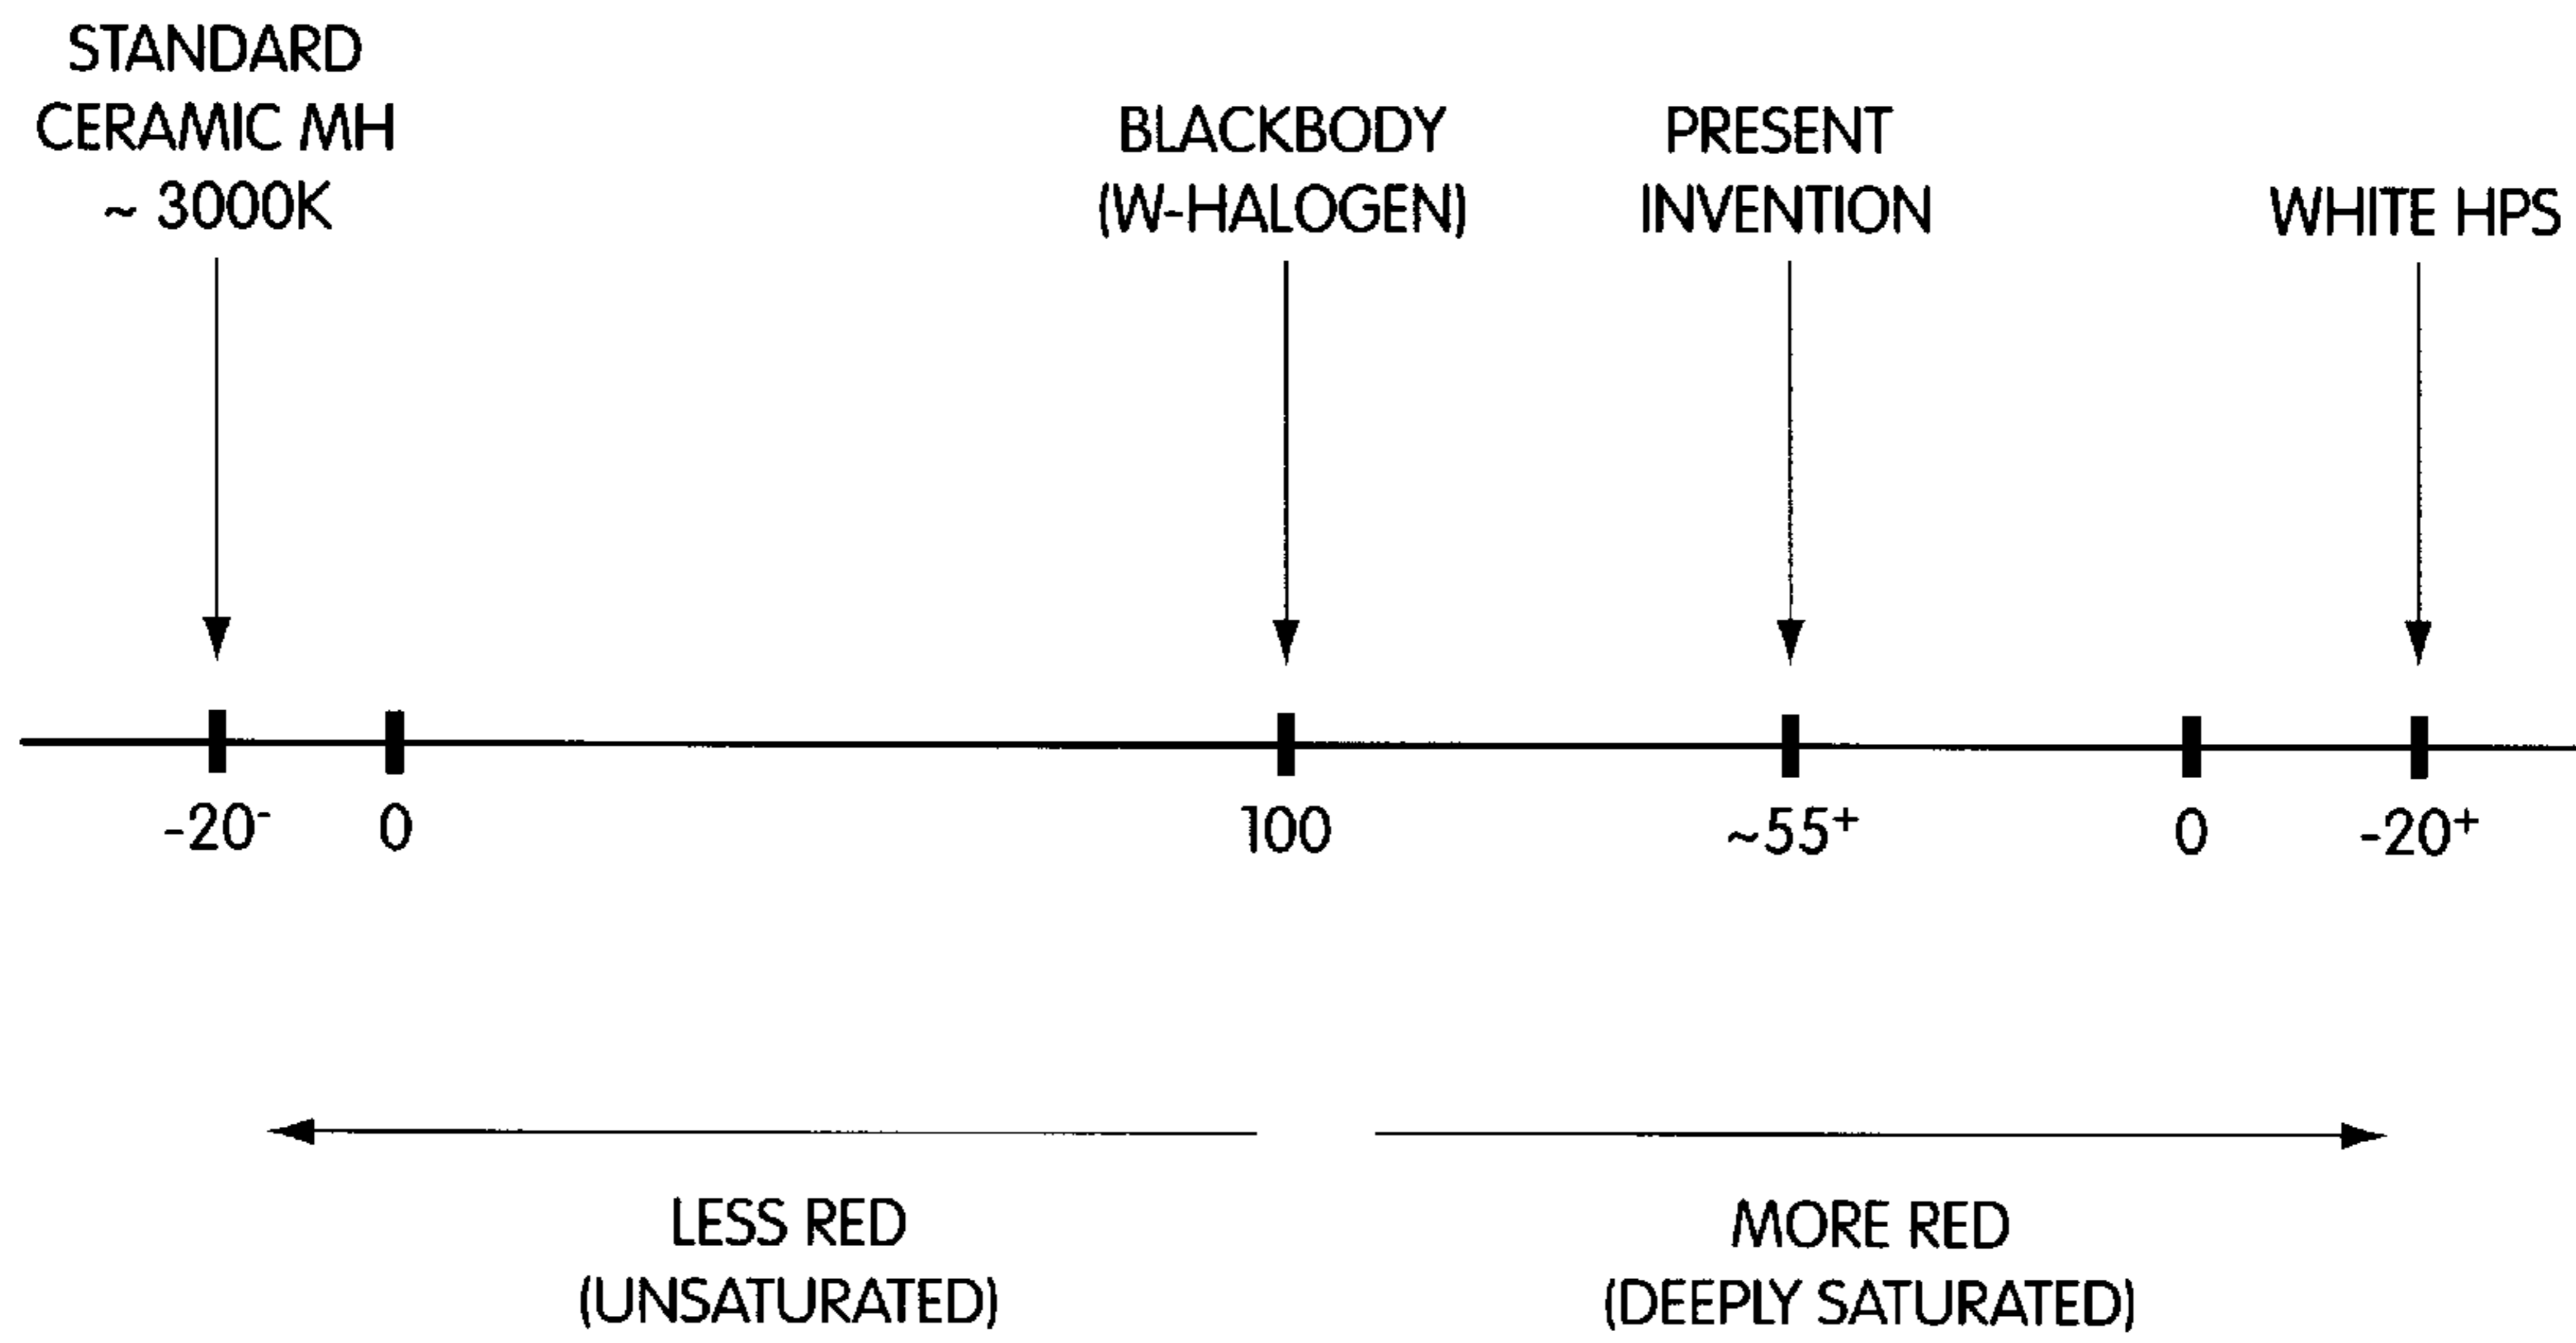 STANDARD
CERAMIC MH
~ 3000K
BLACKBODY
(W-HALOGEN)
PRESENT
INVENTION
WHITE HPS
-20⁻
0
100
~55⁺
0
-20⁺
LESS RED
(UNSATURATED)
MORE RED
(DEEPLY SATURATED)